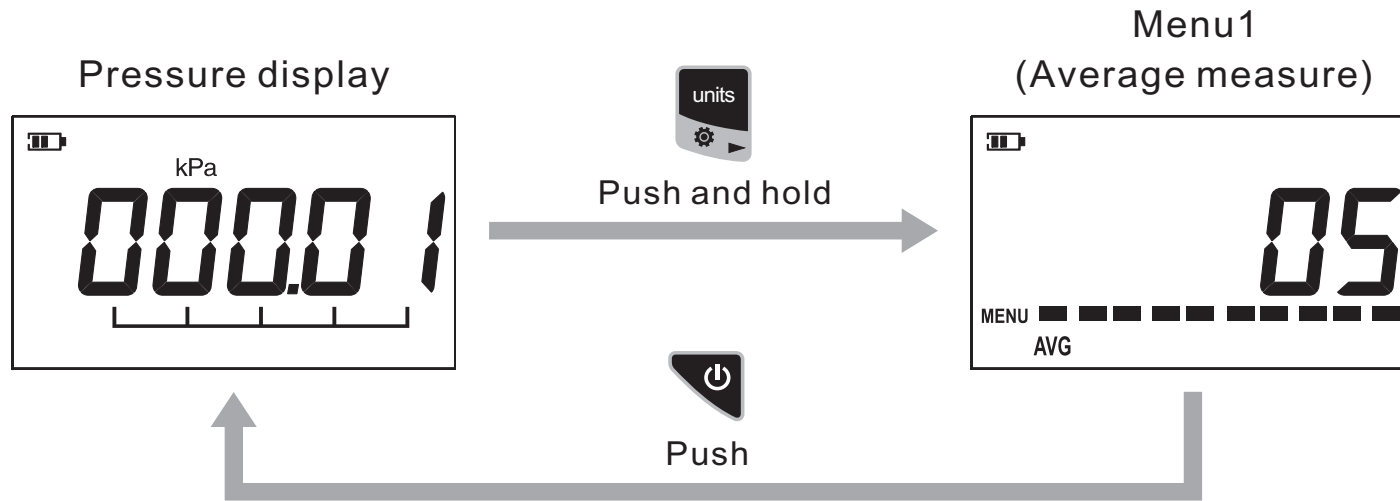 Menu1
Pressure display
(Average measure)
units
kPa
Push and hold
000.01
05
MENU
AVG
Push